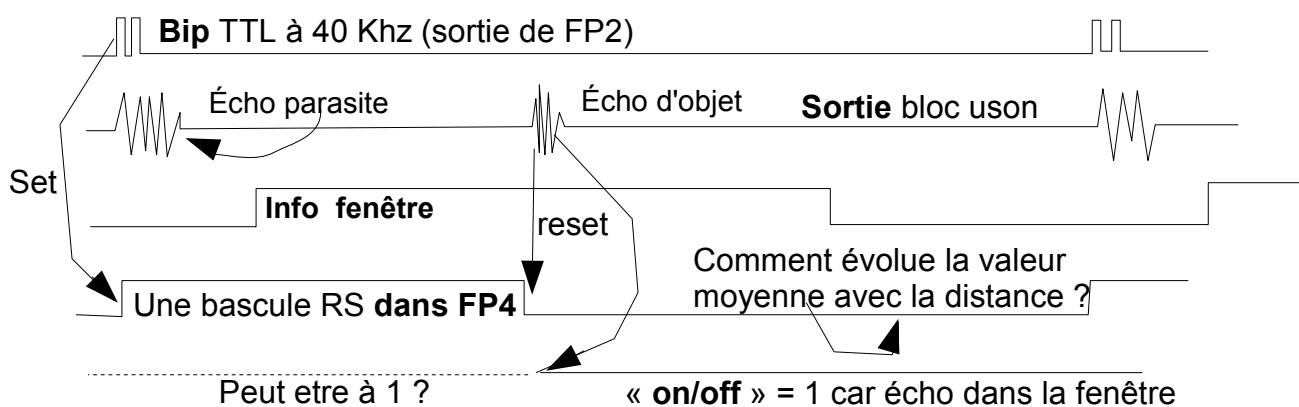 Bip TTL à 40 Khz (sortie de FP2)
Écho parasite
Écho d'objet
Sortie bloc uson
Set
Info fenêtre
reset
Comment évolue la valeur
moyenne avec la distance ?
Une bascule RS dans FP4
Peut etre à 1 ?
« on/off » = 1 car écho dans la fenêtre